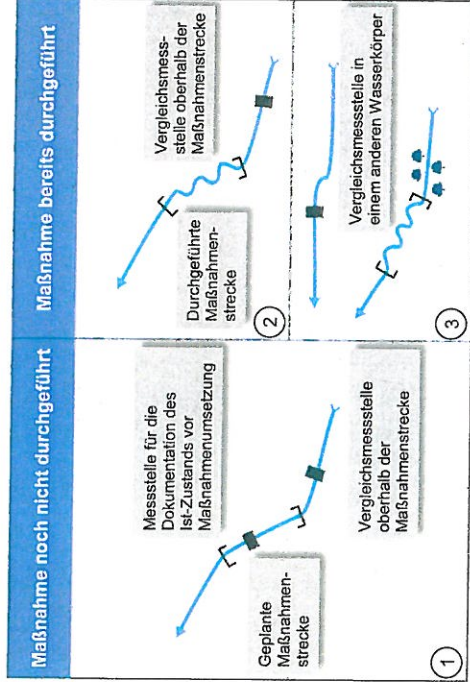 Maßnahme noch nicht durchgeführt
Messstelle für die
Dokumentation des
Ist-Zustands vor
Maßnahmenumsetzung
Geplante
Maßnahmen-
strecke
Vergleichsmessstelle
oberhalb der
Maßnahmenstrecke
1
Maßnahme bereits durchgeführt
Vergleichsmess-
stelle oberhalb der
Maßnahmenstrecke
Durchgeführte
Maßnahmen-
strecke
2
Vergleichsmessstelle in
einem anderen Wasserkörper
3